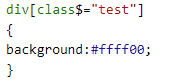 div[class$="test"]
{
background:#ffff00;
}